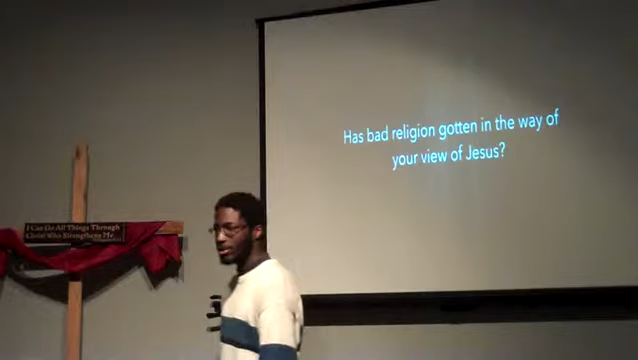 Has bad religion gotten in the way of
your view of Jesus?
I Can Do All Things Through
Christ Who Strengthens Me